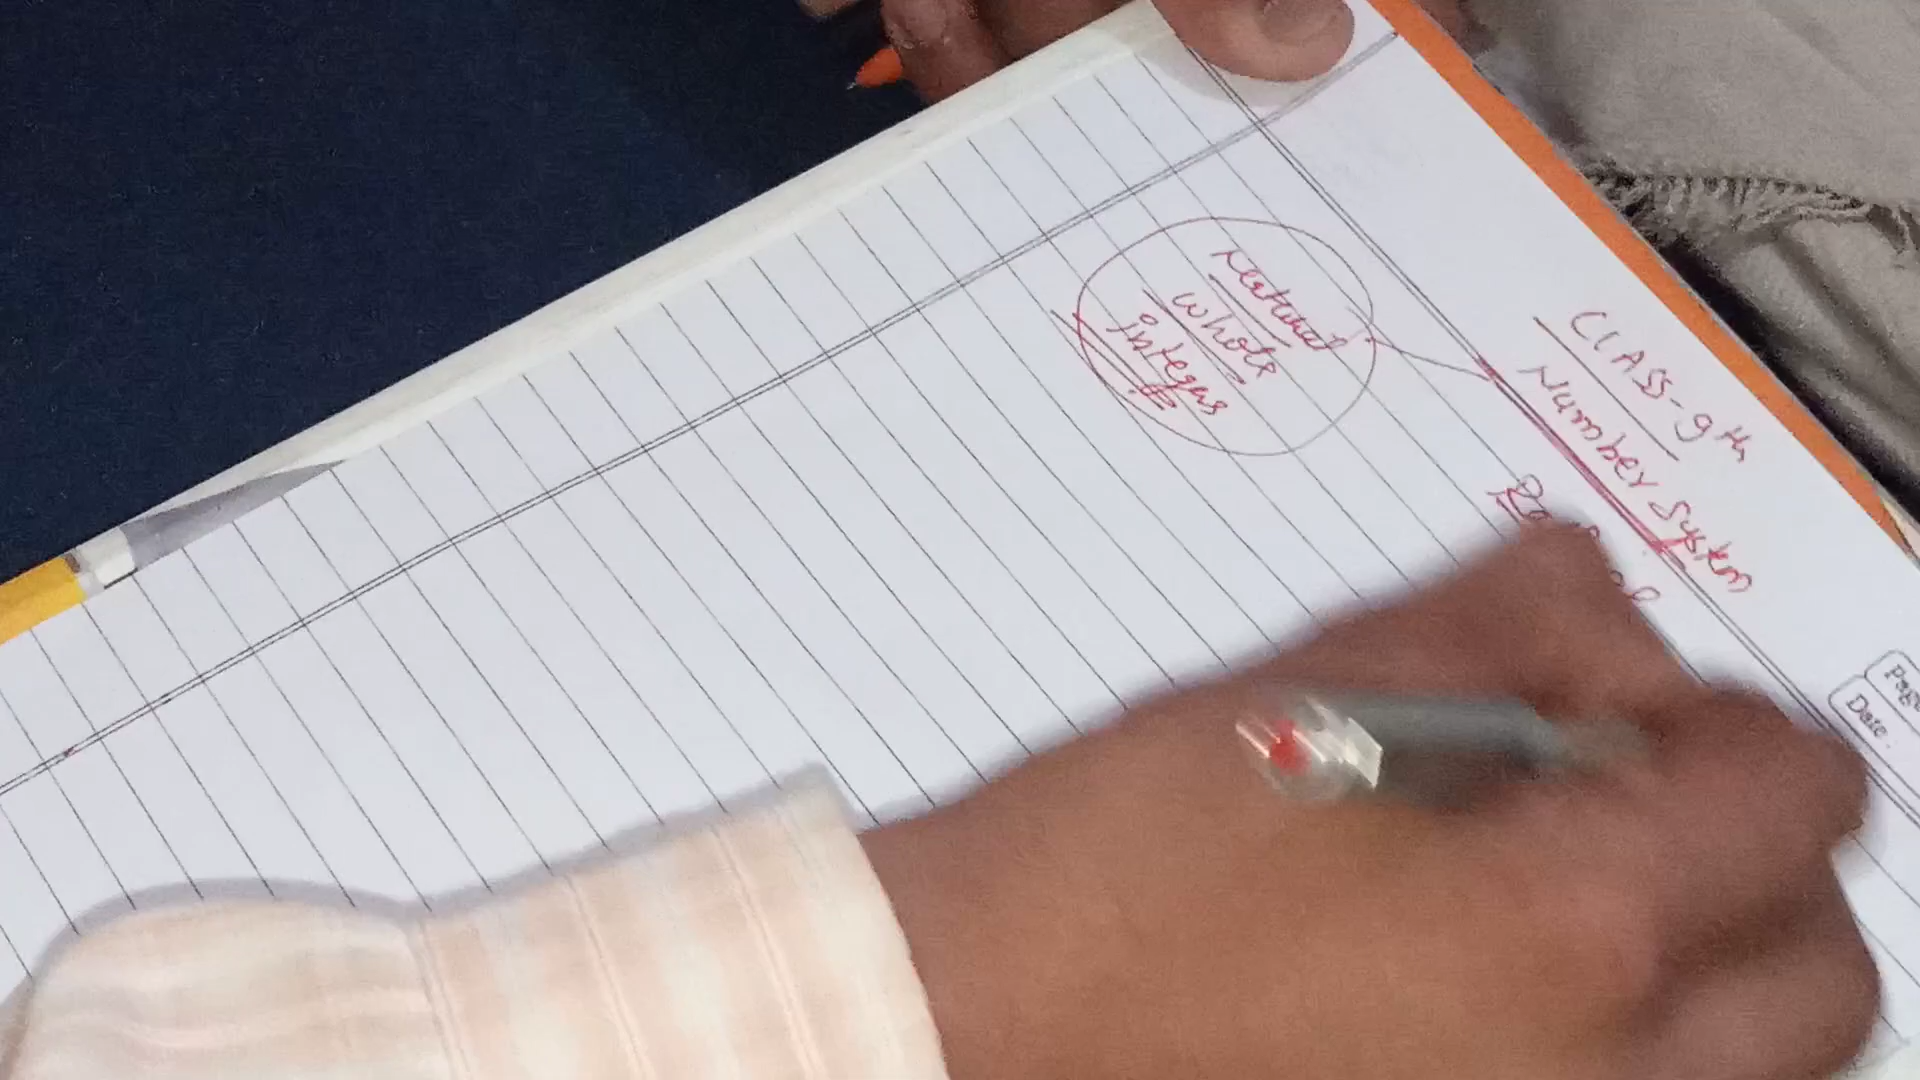 CLASS-9th
Number System
Natural
whole
integers
Date: